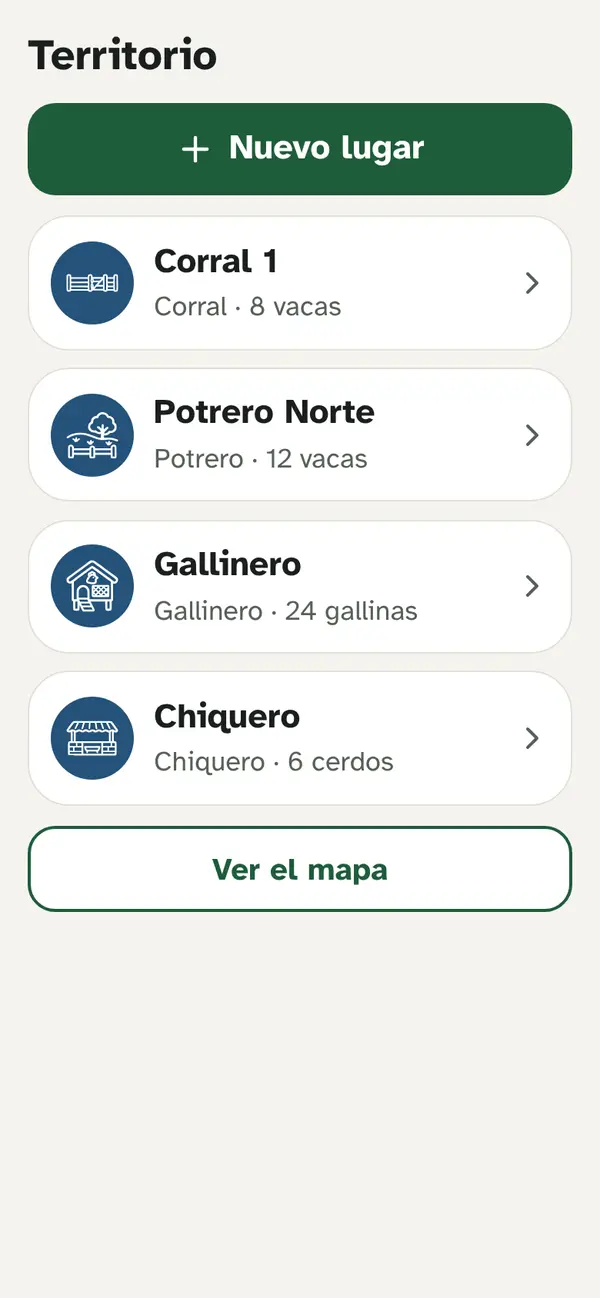 Territorio
+ Nuevo lugar
Corral 1
Corral · 8 vacas
Potrero Norte
Potrero · 12 vacas
Gallinero
Gallinero · 24 gallinas
Chiquero
Chiquero · 6 cerdos
Ver el mapa